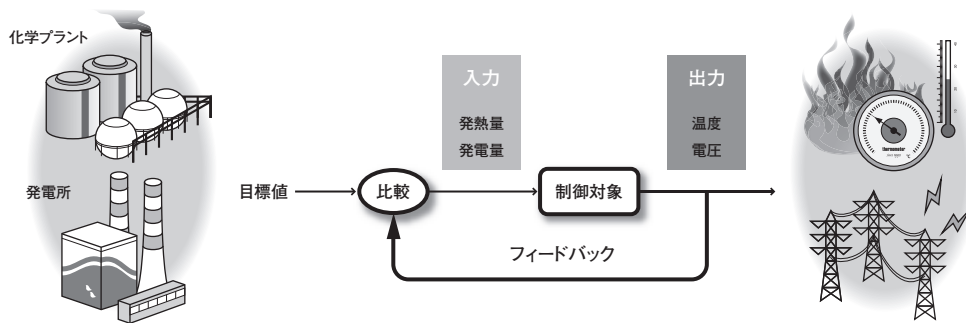 化学プラント
発電所
目標値
比較
入力
発熱量
発電量
制御対象
出力
温度
電圧
フィードバック
thermometer